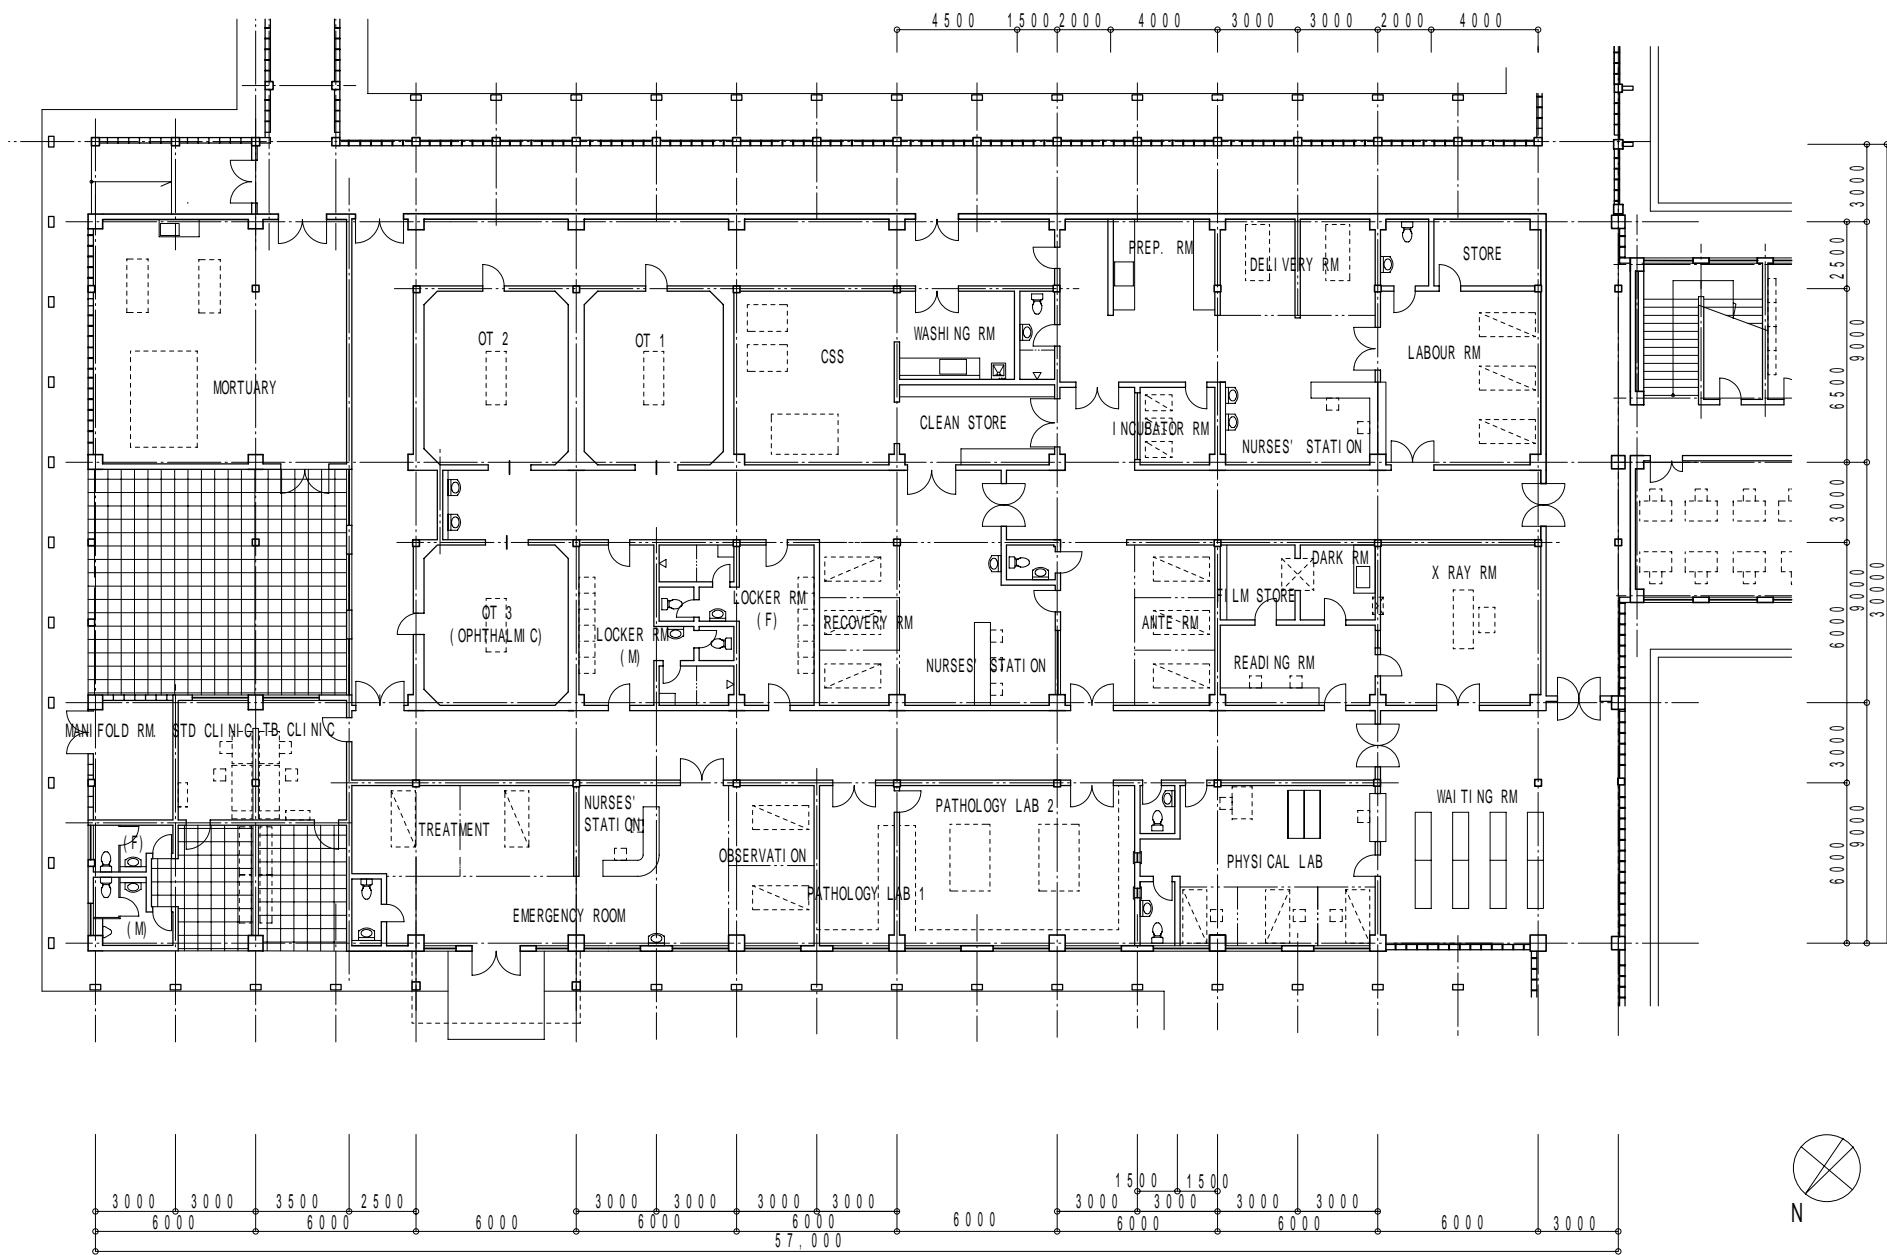 4500 1500 2000 4000 3000 3000 2000 4000
3000
PREP. RM
DELIVERY RM
STORE
2500
OT 2
OT 1
CSS
WASHING RM
LABOUR RM
9000
MORTUARY
6500
CLEAN STORE
INCUBATOR RM
NURSES' STATION
3000
DARK RM
X RAY RM
FILM STORE
9000
30000
OT 3
(OPHTHALMIC)
LOCKER RM
(M)
LOCKER RM
(F)
RECOVERY RM
NURSES' STATION
ANTE RM
READING RM
6000
MANIFOLD RM.
STD CLINIC
TB CLINIC
3000
NURSES'
STATION
PATHOLOGY LAB 2
WAITING RM
TREATMENT
(F)
OBSERVATION
PHYSICAL LAB
9000
6000
PATHOLOGY LAB 1
(M)
EMERGENCY ROOM
1500 1500
3000 3000 3500 2500 3000 3000 3000 3000 3000 3000 3000 3000
6000 6000 6000 6000 6000 6000 6000 6000 6000 3000
57,000
N